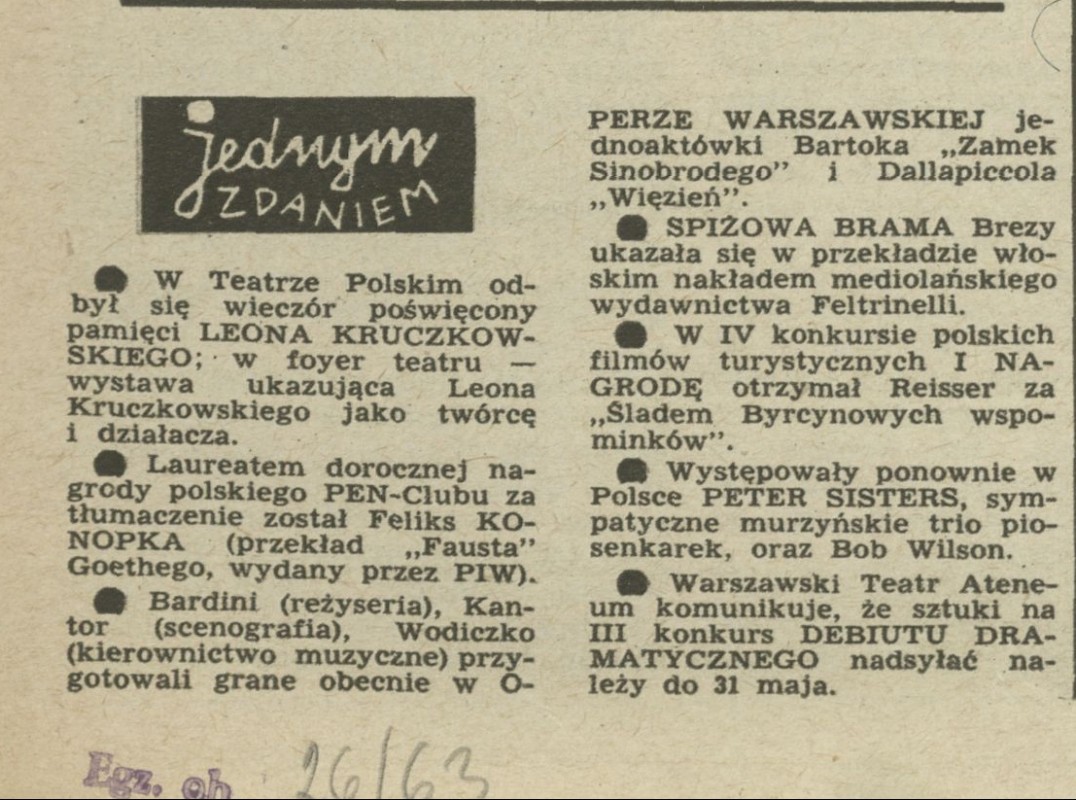 jednym
ZDANIEM
● W Teatrze Polskim od-
był się wieczór poświęcony
pamięci LEONA KRUCZKOW-
SKIEGO; w foyer teatru —
wystawa ukazująca Leona
Kruczkowskiego jako twórcę
i działacza.
● Laureatem dorocznej na-
grody polskiego PEN-Clubu za
tłumaczenie został Feliks KO-
NOPKA (przekład „Fausta”
Goethego, wydany przez PIW).
● Bardini (reżyseria), Kan-
tor (scenografia), Wodiczko
(kierownictwo muzyczne) przy-
gotowali grane obecnie w O-
PERZE WARSZAWSKIEJ je-
dnoaktówki Bartoka „Zamek
Sinobrodego” i Dallapiccola
„Więzień”.
● SPIŻOWA BRAMA Brezy
ukazała się w przekładzie wło-
skim nakładem mediolańskiego
wydawnictwa Feltrinelli.
● W IV konkursie polskich
filmów turystycznych I NA-
GRODĘ otrzymał Reisser za
„Śladem Byrcynowych wspo-
minków”.
● Występowały ponownie w
Polsce PETER SISTERS, sym-
patyczne murzyńskie trio pio-
senkarek, oraz Bob Wilson.
● Warszawski Teatr Atene-
um komunikuje, że sztuki na
III konkurs DEBIUTU DRA-
MATYCZNEGO nadsyłać na-
leży do 31 maja.
Egz. ob
26/63